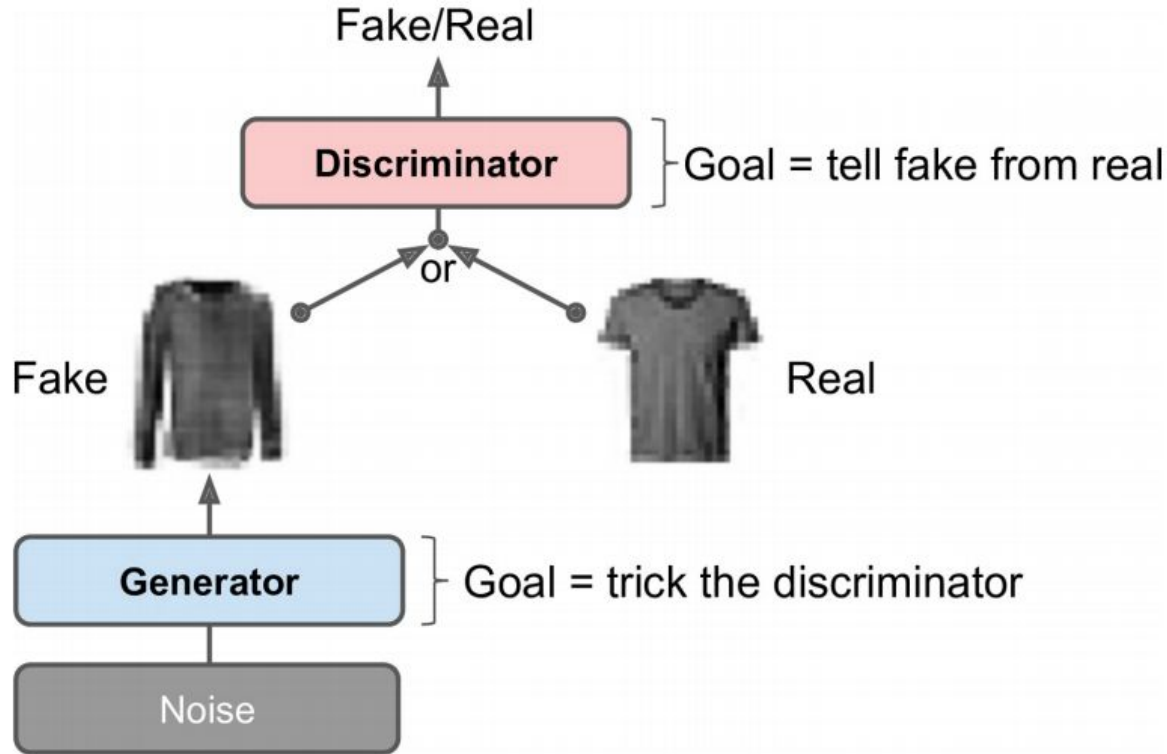 Fake/Real
Discriminator
Goal = tell fake from real
or
Fake
Real
Generator
Goal = trick the discriminator
Noise